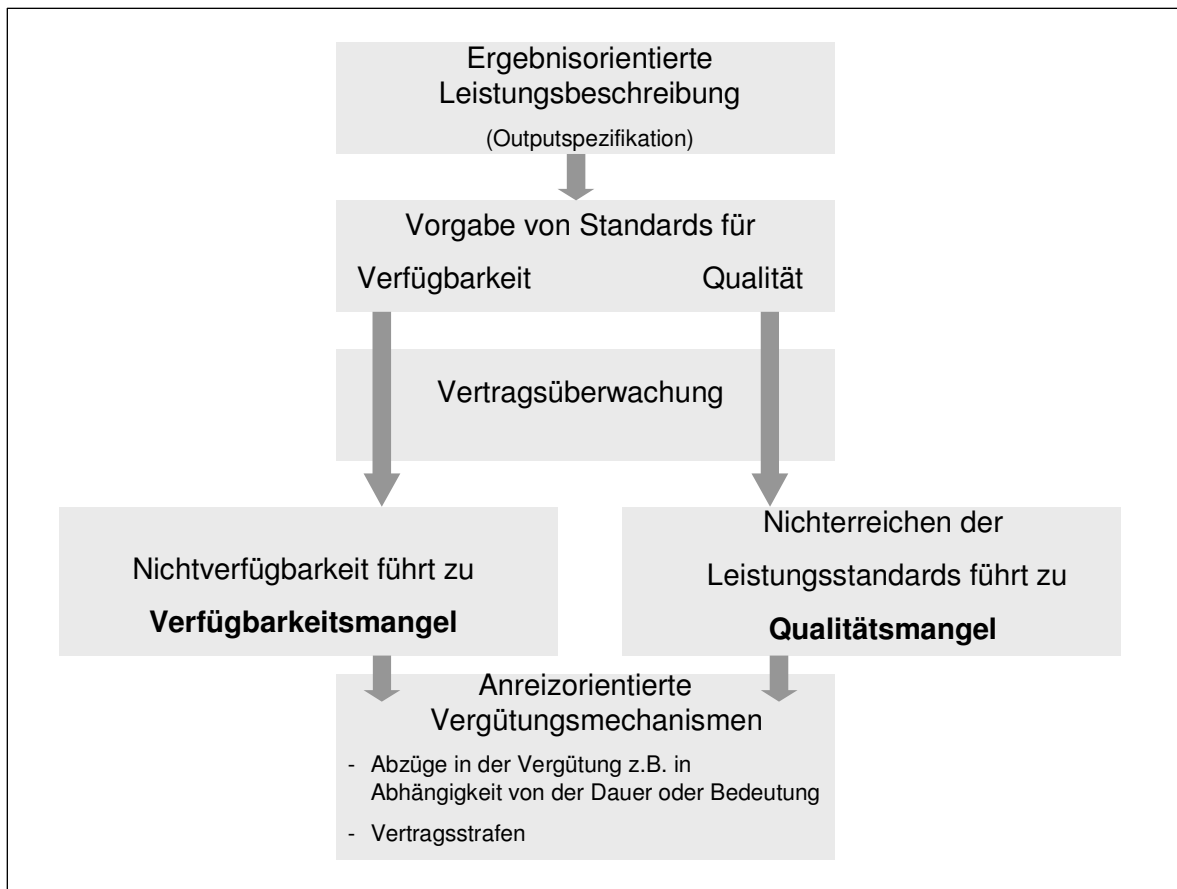 Ergebnisorientierte
Leistungsbeschreibung
(Outputspezifikation)
Vorgabe von Standards für
Verfügbarkeit Qualität
Vertragsüberwachung
Nichtverfügbarkeit führt zu
Verfügbarkeitsmangel
Nichterreichen der
Leistungsstandards führt zu
Qualitätsmangel
Anreizorientierte
Vergütungsmechanismen
- Abzüge in der Vergütung z.B. in
Abhängigkeit von der Dauer oder Bedeutung
- Vertragsstrafen